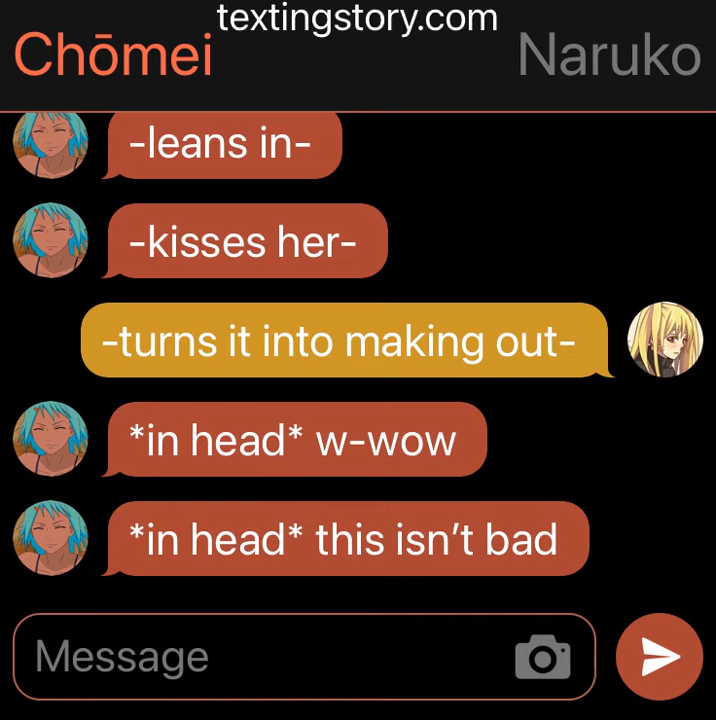 textingstory.com
Chōmei
Naruko
-leans in-
-kisses her-
-turns it into making out-
*in head* w-wow
*in head* this isn’t bad
Message